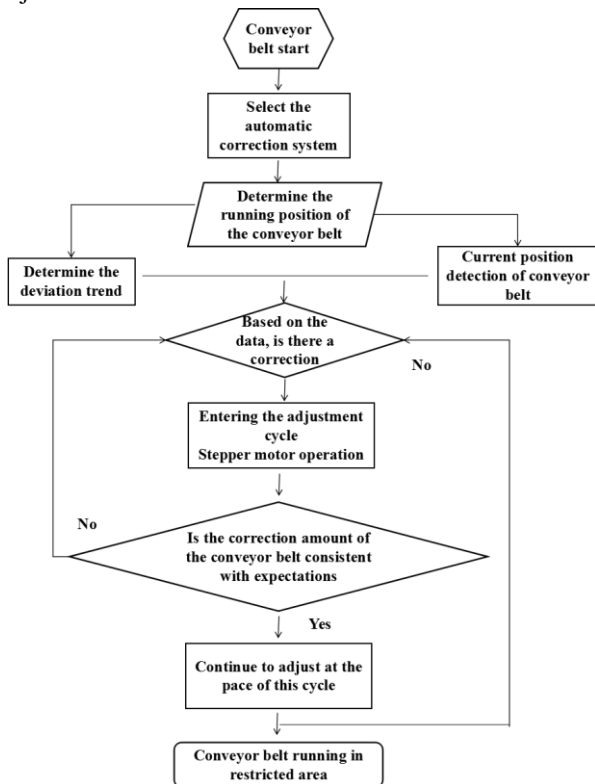 Conveyor
belt start
Select the
automatic
correction system
Determine the
running position of
the conveyor belt
Determine the
deviation trend
Current position
detection of conveyor
belt
Based on the
data, is there a
correction
No
Entering the adjustment
cycle
Stepper motor operation
No
Is the correction amount of
the conveyor belt consistent
with expectations
Yes
Continue to adjust at the
pace of this cycle
Conveyor belt running in
restricted area